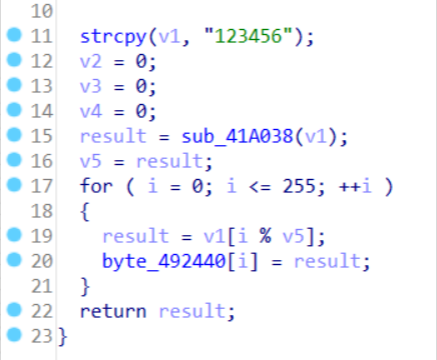 10
11 strcpy(v1, "123456");
12 v2 = 0;
13 v3 = 0;
14 v4 = 0;
15 result = sub_41A038(v1);
16 v5 = result;
17 for ( i = 0; i <= 255; ++i )
18 {
19 result = v1[i % v5];
20 byte_492440[i] = result;
21 }
22 return result;
23 }